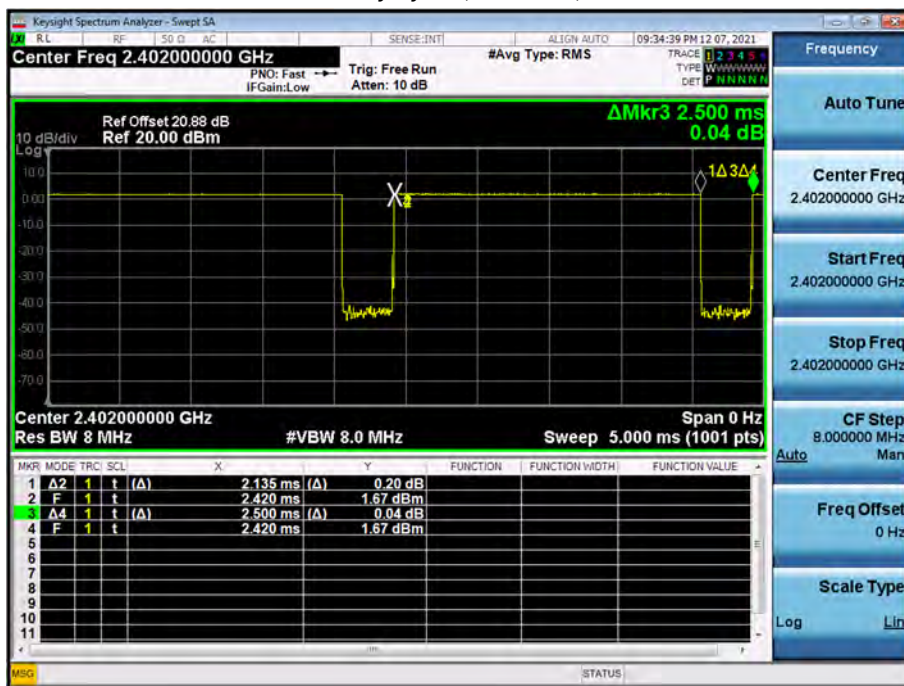 Keysight Spectrum Analyzer - Swept SA
RL RF 50 Ω AC SENSE:INT ALIGN AUTO 09:34:39 PM 12 07, 2021
Center Freq 2.402000000 GHz
PNO: Fast
IFGain:Low
Trig: Free Run
Atten: 10 dB
#Avg Type: RMS
TRACE 1 2 3 4 5 6
TYPE WWWWWW
DET P NNNNN
Ref Offset 20.88 dB
10 dB/div Ref 20.00 dBm
Log
ΔMkr3 2.500 ms
0.04 dB
10.0
0.00
-10.0
-20.0
-30.0
-40.0
-50.0
-60.0
-70.0
X
1Δ 3Δ4
Center 2.402000000 GHz Span 0 Hz
Res BW 8 MHz #VBW 8.0 MHz Sweep 5.000 ms (1001 pts)
MKR MODE TRC SCL X Y FUNCTION FUNCTION WIDTH FUNCTION VALUE
1 Δ2 1 t (Δ) 2.135 ms (Δ) 0.20 dB
2 F 1 t 2.420 ms 1.67 dBm
3 Δ4 1 t (Δ) 2.500 ms (Δ) 0.04 dB
4 F 1 t 2.420 ms 1.67 dBm
5
6
7
8
9
10
11
MSG STATUS
Frequency
Auto Tune
Center Freq
2.402000000 GHz
Start Freq
2.402000000 GHz
Stop Freq
2.402000000 GHz
CF Step
8.000000 MHz
Auto Man
Freq Offset
0 Hz
Scale Type
Log Lin